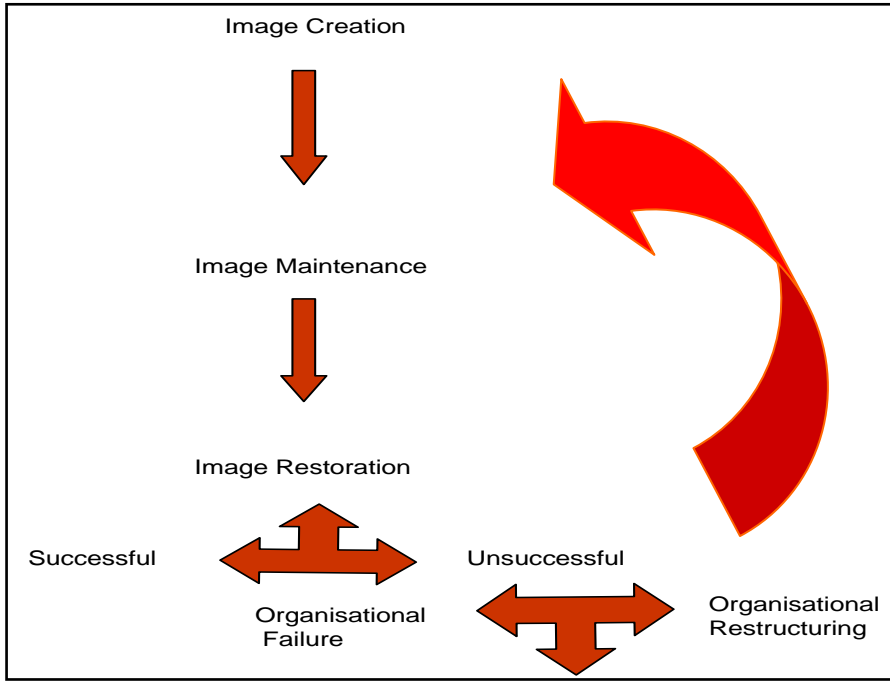 Image Creation
Image Maintenance
Image Restoration
Successful
Unsuccessful
Organisational
Failure
Organisational
Restructuring